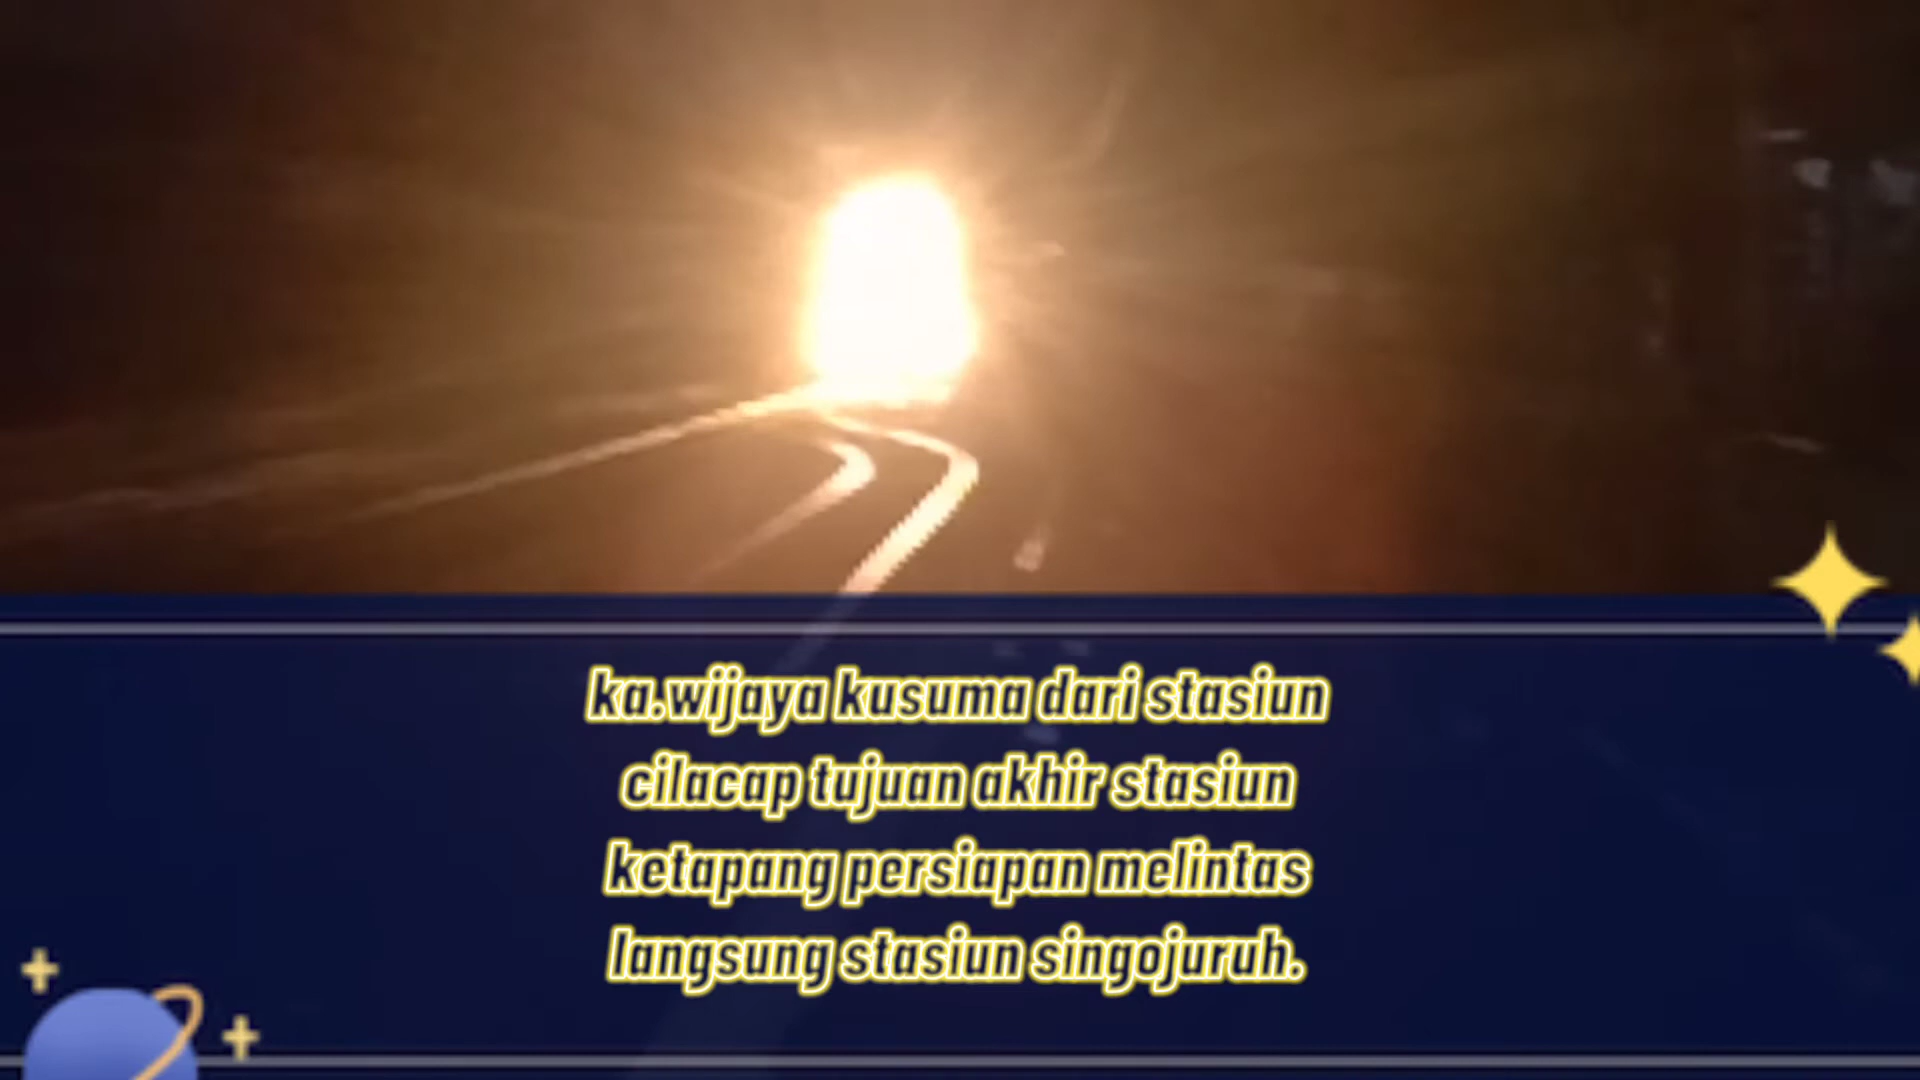 ka.wijaya kusuma dari stasiun
cilacap tujuan akhir stasiun
ketapang persiapan melintas
langsung stasiun singojuruh.